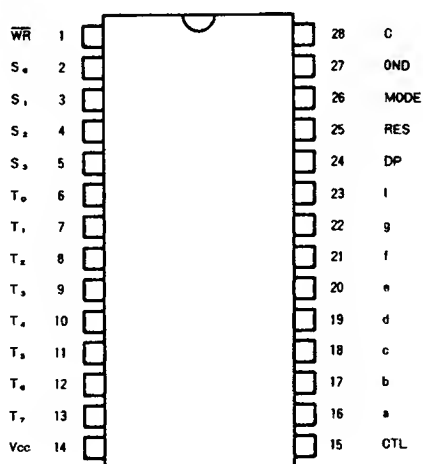 W̅R̅ 1 28 C
S₀ 2 27 GND
S₁ 3 26 MODE
S₂ 4 25 RES
S₃ 5 24 DP
T₀ 6 23 I
T₁ 7 22 g
T₂ 8 21 f
T₃ 9 20 e
T₄ 10 19 d
T₅ 11 18 c
T₆ 12 17 b
T₇ 13 16 a
Vcc 14 15 CTL